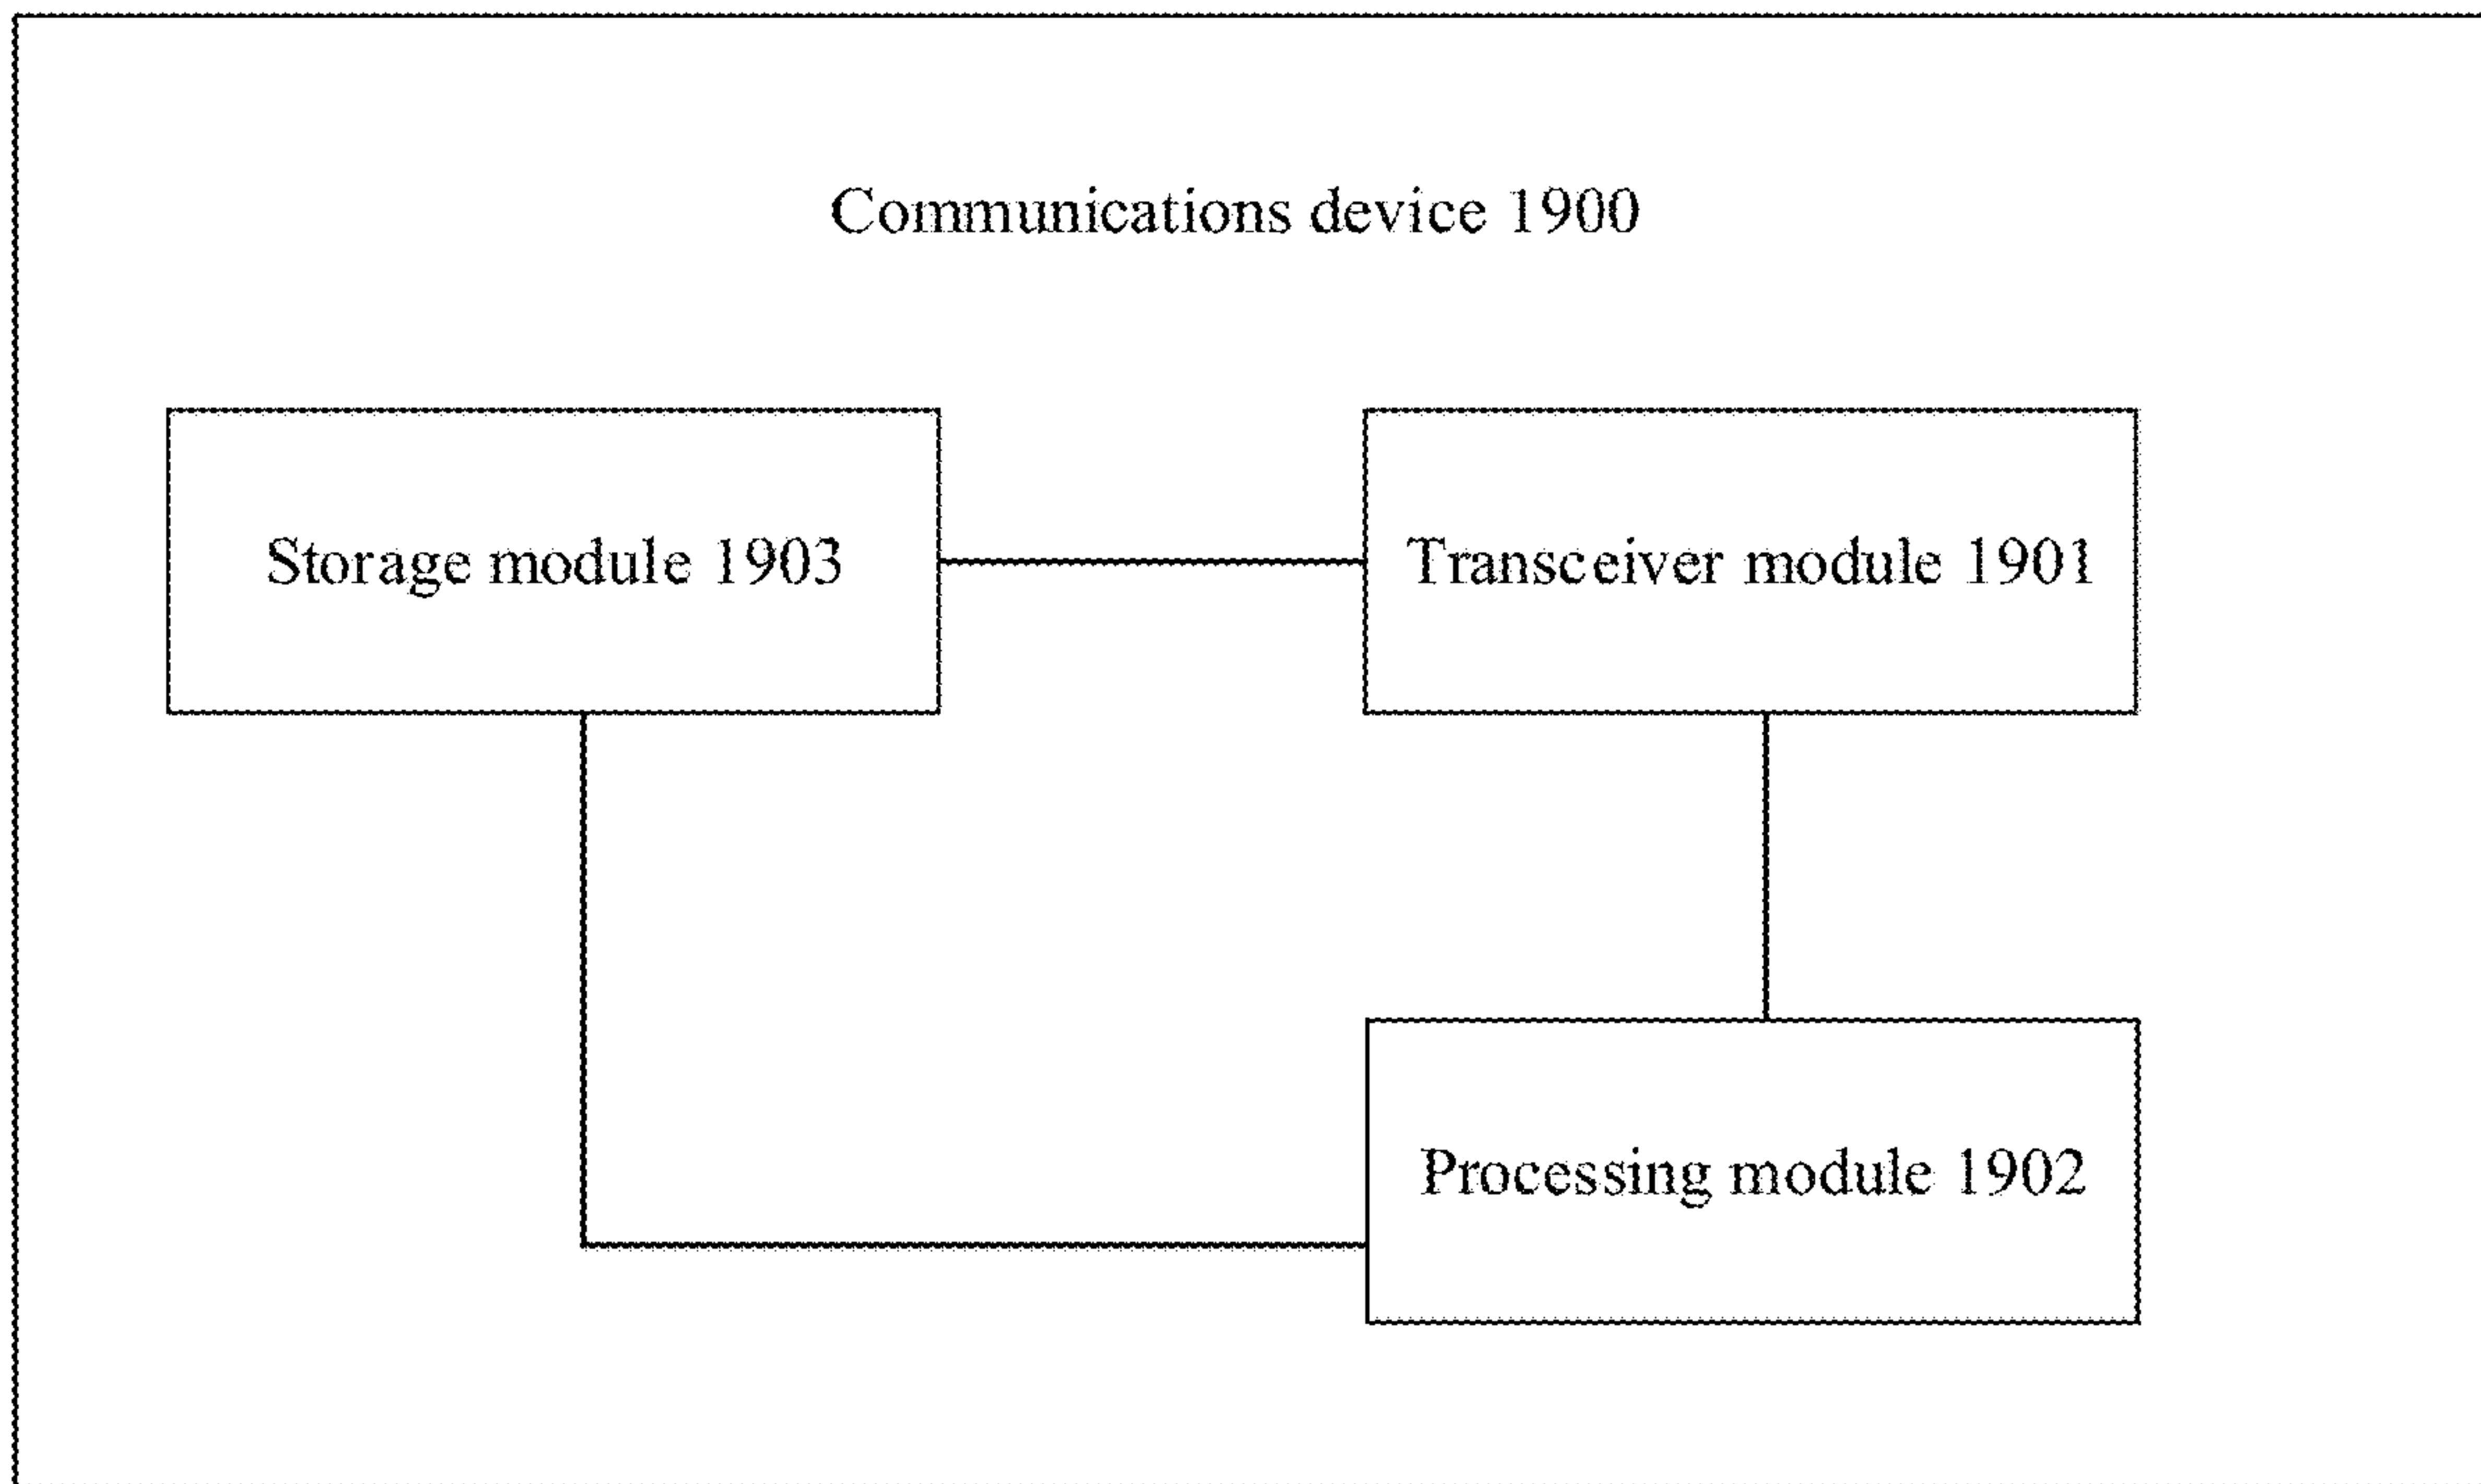 Communications device 1900
Storage module 1903
Transceiver module 1901
Processing module 1902